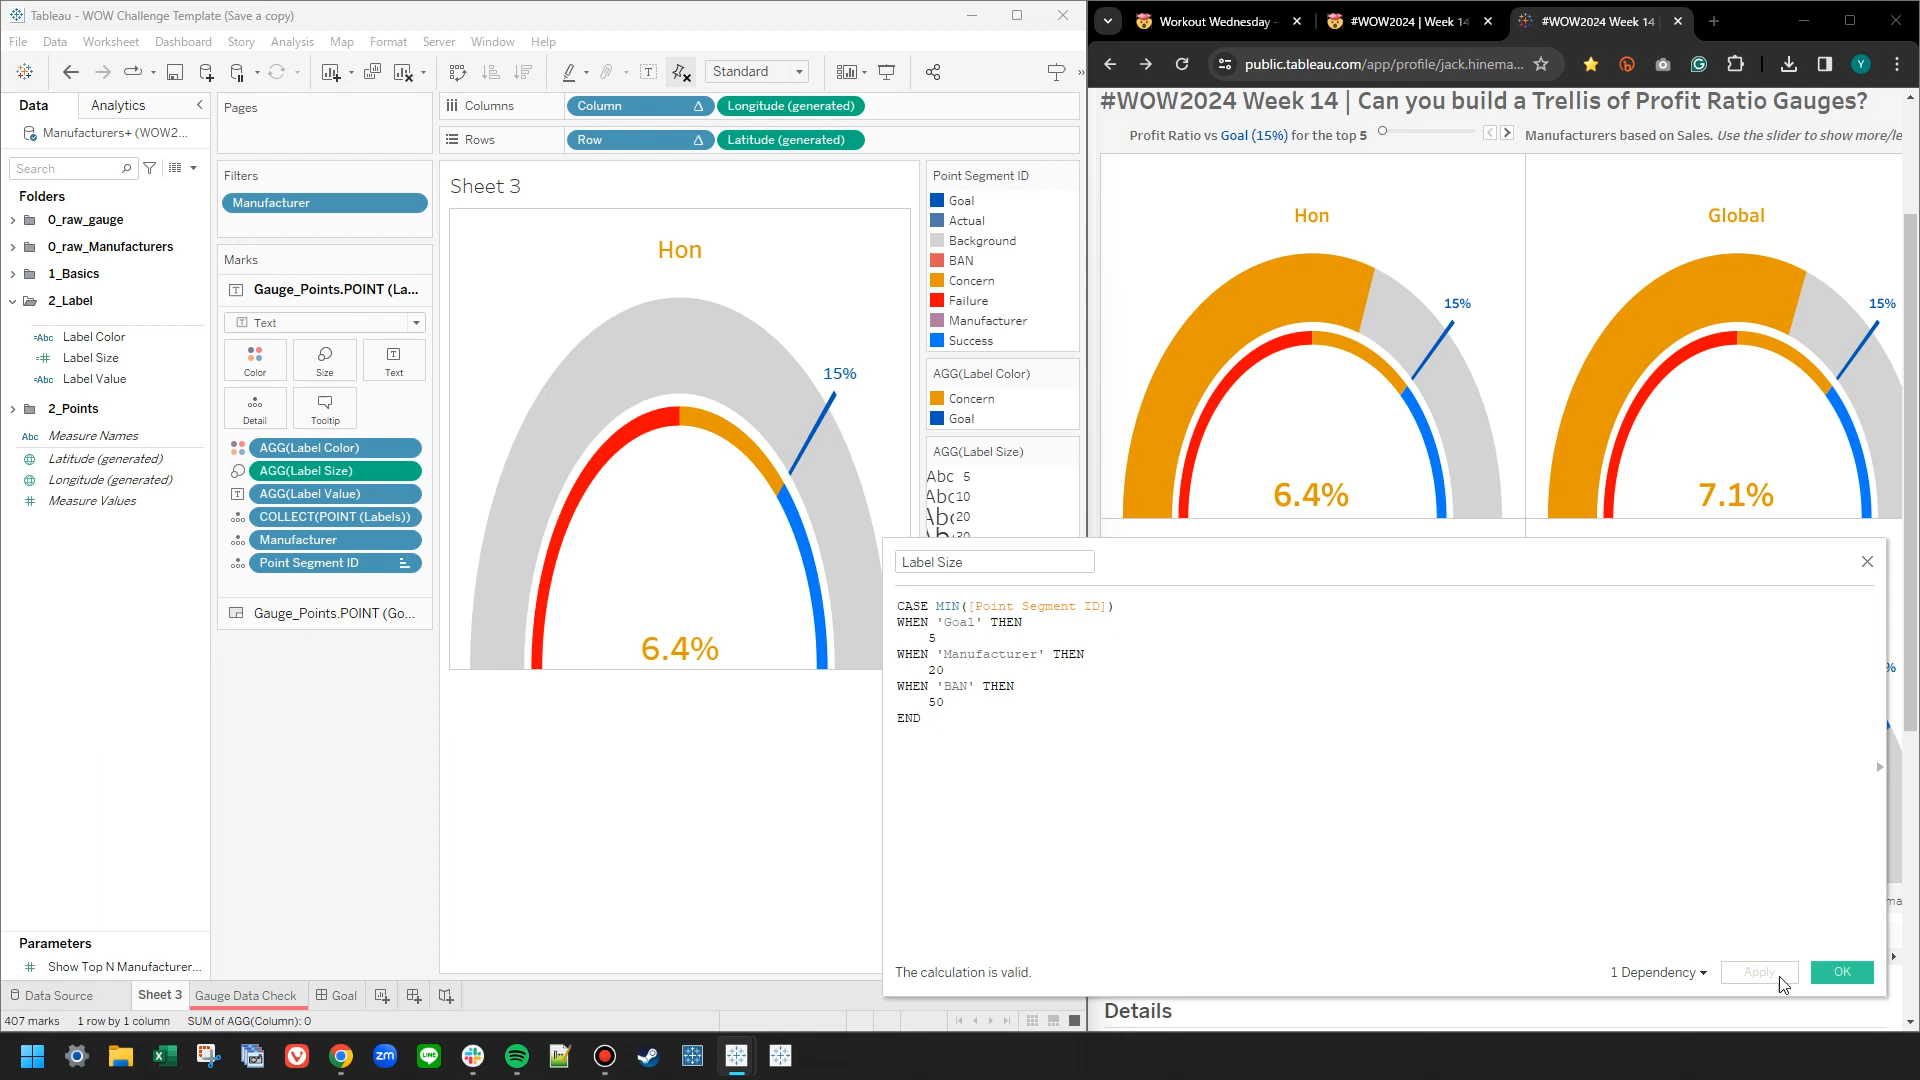 Tableau - WOW Challenge Template (Save a copy)
File Data Worksheet Dashboard Story Analysis Map Format Server Window Help
Standard
Data Analytics
Manufacturers+ (WOW2...
Search
Folders
0_raw_gauge
0_raw_Manufacturers
1_Basics
2_Label
Abc Label Color
Label Size
Abc Label Value
2_Points
Abc Measure Names
Latitude (generated)
Longitude (generated)
Measure Values
Parameters
Show Top N Manufacturer...
Pages
Filters
Manufacturer
Marks
Gauge_Points.POINT (La...
Text
Color Size Text
Detail Tooltip
AGG(Label Color)
AGG(Label Size)
AGG(Label Value)
COLLECT(POINT (Labels))
Manufacturer
Point Segment ID
Gauge_Points.POINT (Go...
Columns Column Longitude (generated)
Rows Row Latitude (generated)
Sheet 3
Hon
15%
6.4%
Point Segment ID
Goal
Actual
Background
BAN
Concern
Failure
Manufacturer
Success
AGG(Label Color)
Concern
Goal
AGG(Label Size)
Abc 5
Abc 10
Abc 20
Label Size
CASE MIN([Point Segment ID])
WHEN 'Goal' THEN
5
WHEN 'Manufacturer' THEN
20
WHEN 'BAN' THEN
50
END
The calculation is valid.
1 Dependency
Apply
OK
Workout Wednesday -
#WOW2024 | Week 14
#WOW2024 Week 14
public.tableau.com/app/profile/jack.hinema...
Y
#WOW2024 Week 14 | Can you build a Trellis of Profit Ratio Gauges?
Profit Ratio vs Goal (15%) for the top 5
Manufacturers based on Sales. Use the slider to show more/le
Hon
15%
6.4%
Global
15%
7.1%
%
ma
Details
Data Source Sheet 3 Gauge Data Check Goal
407 marks 1 row by 1 column SUM of AGG(Column): 0
zm
LINE